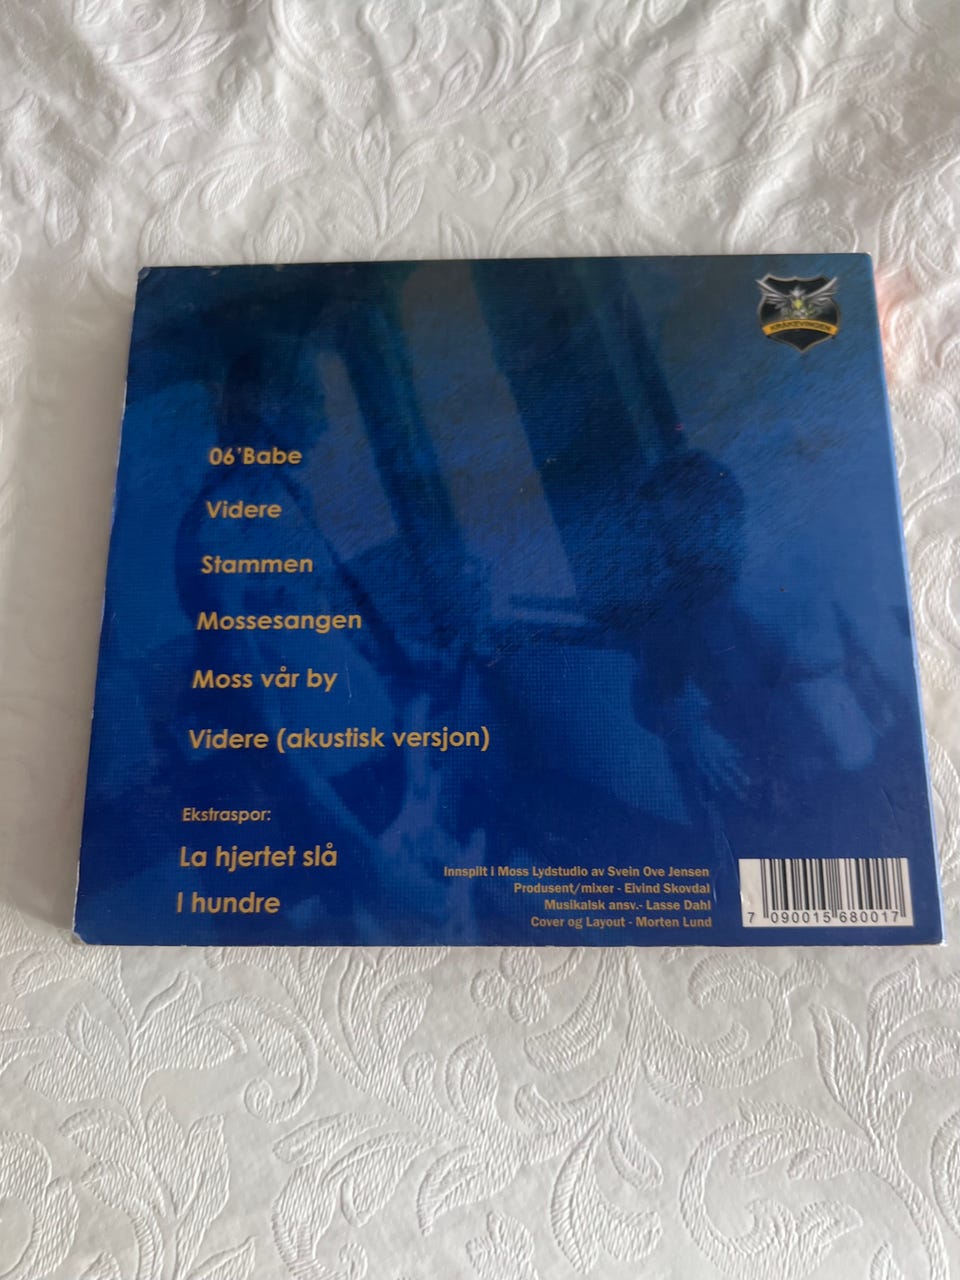 KRÅKEVINGEN
06'Babe
Videre
Stammen
Mossesangen
Moss vår by
Videre (akustisk versjon)
Ekstraspor:
La hjertet slå
I hundre
Innspilt i Moss Lydstudio av Svein Ove Jensen
Produsent/mixer - Eivind Skovdal
Musikalsk ansv.- Lasse Dahl
Cover og Layout - Morten Lund
7 090015 680017